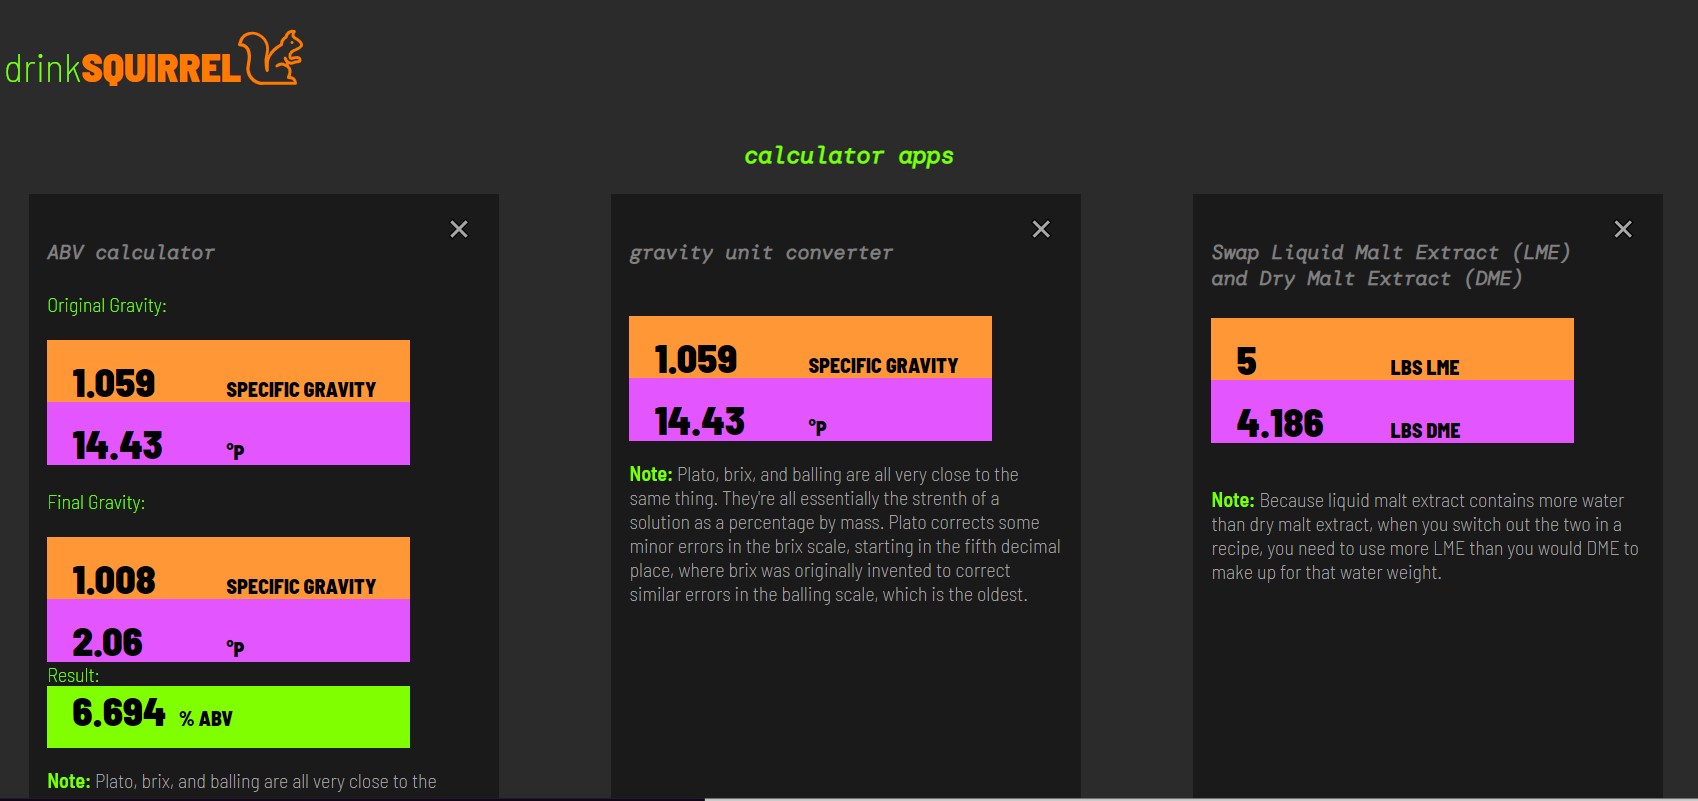 drinkSQUIRREL
calculator apps
ABV calculator
Original Gravity:
1.059 SPECIFIC GRAVITY
14.43 °P
Final Gravity:
1.008 SPECIFIC GRAVITY
2.06 °P
Result:
6.694 % ABV
Note: Plato, brix, and balling are all very close to the
gravity unit converter
1.059 SPECIFIC GRAVITY
14.43 °P
Note: Plato, brix, and balling are all very close to the
same thing. They're all essentially the strenth of a
solution as a percentage by mass. Plato corrects some
minor errors in the brix scale, starting in the fifth decimal
place, where brix was originally invented to correct
similar errors in the balling scale, which is the oldest.
Swap Liquid Malt Extract (LME)
and Dry Malt Extract (DME)
5 LBS LME
4.186 LBS DME
Note: Because liquid malt extract contains more water
than dry malt extract, when you switch out the two in a
recipe, you need to use more LME than you would DME to
make up for that water weight.